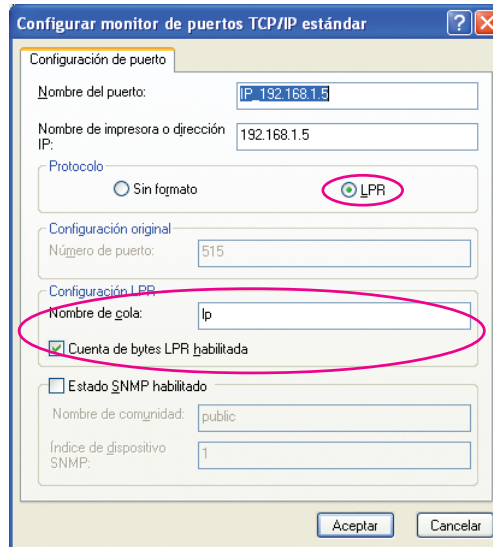 Configurar monitor de puertos TCP/IP estándar
Configuración de puerto
Nombre del puerto: IP_192.168.1.5
Nombre de impresora o dirección IP: 192.168.1.5
Protocolo
Sin formato LPR
Configuración original
Número de puerto: 515
Configuración LPR
Nombre de cola: lp
Cuenta de bytes LPR habilitada
Estado SNMP habilitado
Nombre de comunidad: public
Índice de dispositivo SNMP: 1
Aceptar Cancelar